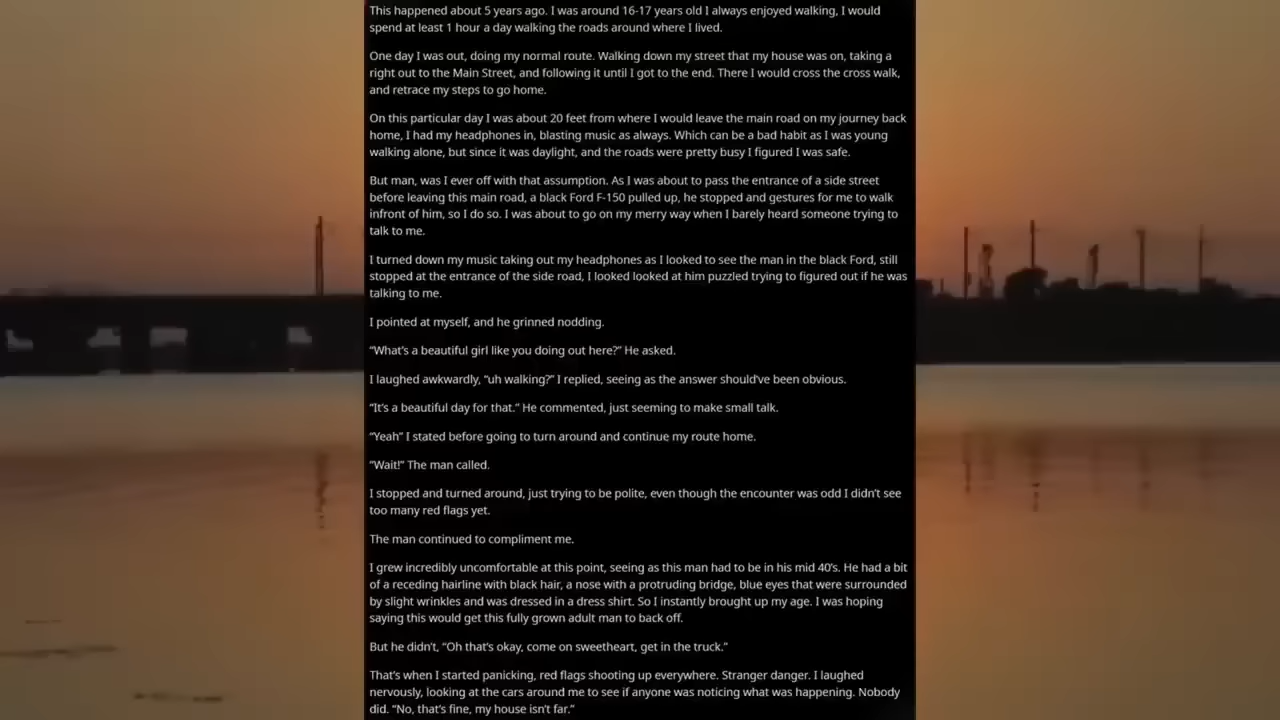 This happened about 5 years ago. I was around 16-17 years old I always enjoyed walking, I would
spend at least 1 hour a day walking the roads around where I lived.
One day I was out, doing my normal route. Walking down my street that my house was on, taking a
right out to the Main Street, and following it until I got to the end. There I would cross the cross walk,
and retrace my steps to go home.
On this particular day I was about 20 feet from where I would leave the main road on my journey back
home, I had my headphones in, blasting music as always. Which can be a bad habit as I was young
walking alone, but since it was daylight, and the roads were pretty busy I figured I was safe.
But man, was I ever off with that assumption. As I was about to pass the entrance of a side street
before leaving this main road, a black Ford F-150 pulled up, he stopped and gestures for me to walk
infront of him, so I do so. I was about to go on my merry way when I barely heard someone trying to
talk to me.
I turned down my music taking out my headphones as I looked to see the man in the black Ford, still
stopped at the entrance of the side road, I looked looked at him puzzled trying to figured out if he was
talking to me.
I pointed at myself, and he grinned nodding.
“What’s a beautiful girl like you doing out here?” He asked.
I laughed awkwardly, “uh walking?” I replied, seeing as the answer should’ve been obvious.
“It’s a beautiful day for that.” He commented, just seeming to make small talk.
“Yeah” I stated before going to turn around and continue my route home.
“Wait!” The man called.
I stopped and turned around, just trying to be polite, even though the encounter was odd I didn’t see
too many red flags yet.
The man continued to compliment me.
I grew incredibly uncomfortable at this point, seeing as this man had to be in his mid 40’s. He had a bit
of a receding hairline with black hair, a nose with a protruding bridge, blue eyes that were surrounded
by slight wrinkles and was dressed in a dress shirt. So I instantly brought up my age. I was hoping
saying this would get this fully grown adult man to back off.
But he didn’t, “Oh that’s okay, come on sweetheart, get in the truck.”
That’s when I started panicking, red flags shooting up everywhere. Stranger danger. I laughed
nervously, looking at the cars around me to see if anyone was noticing what was happening. Nobody
did. “No, that’s fine, my house isn’t far.”